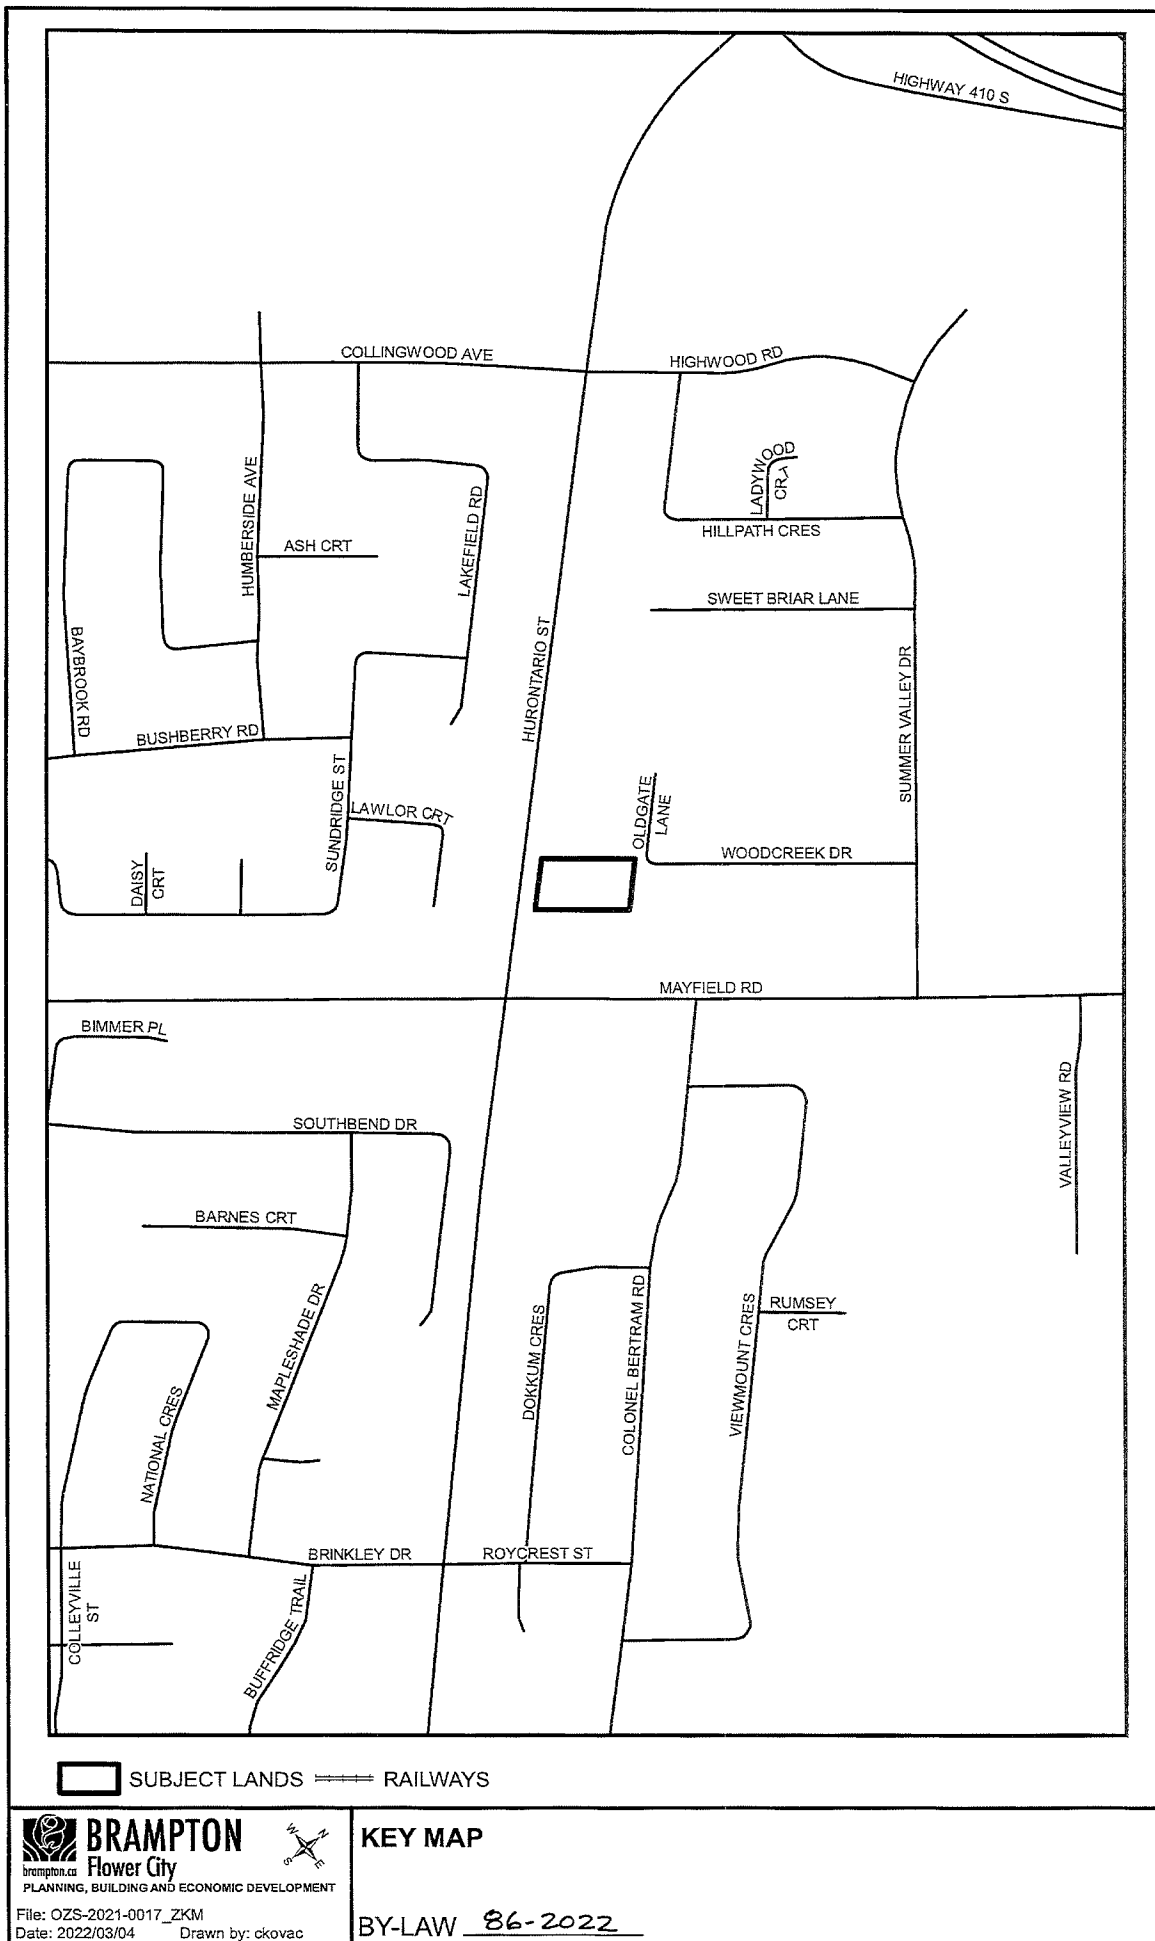 HIGHWAY 410 S
COLLINGWOOD AVE
HIGHWOOD RD
LADYWOOD
CRT
HUMBERSIDE AVE
LAKEFIELD RD
ASH CRT
HILLPATH CRES
SWEET BRIAR LANE
BAYBROOK RD
HURONTARIO ST
SUMMER VALLEY DR
BUSHBERRY RD
SUNDRIDGE ST
LAWLOR CRT
OLDGATE
LANE
WOODCREEK DR
DAISY
CRT
MAYFIELD RD
BIMMER PL
VALLEYVIEW RD
SOUTHBEND DR
BARNES CRT
MAPLESHADE DR
DOKKUM CRES
COLONEL BERTRAM RD
VIEWMOUNT CRES
RUMSEY
CRT
NATIONAL CRES
BRINKLEY DR
ROYCREST ST
COLLEYVILLE
ST
BUFFRIDGE TRAIL
SUBJECT LANDS RAILWAYS
BRAMPTON
brampton.ca Flower City
PLANNING, BUILDING AND ECONOMIC DEVELOPMENT
N
W
E
S
File: OZS-2021-0017_ZKM
Date: 2022/03/04 Drawn by: ckovac
KEY MAP
BY-LAW 86-2022